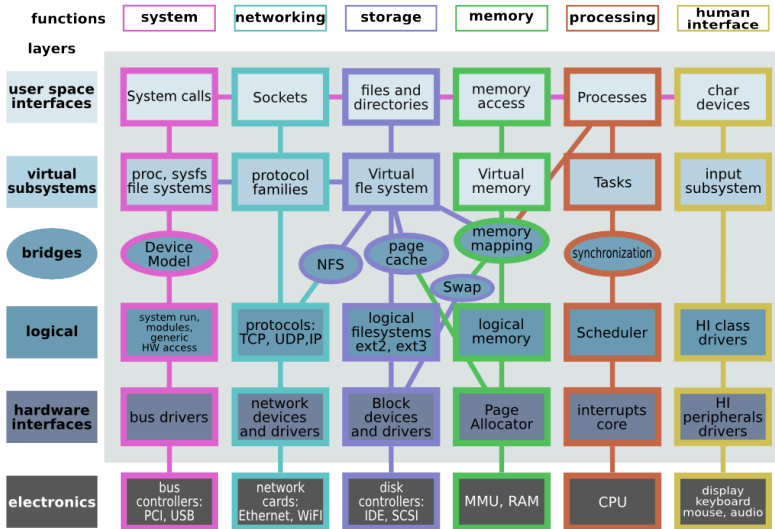 functions
system
networking
storage
memory
processing
human
interface
layers
user space
interfaces
System calls
Sockets
files and
directories
memory
access
Processes
char
devices
virtual
subsystems
proc, sysfs
file systems
protocol
families
Virtual
fle system
Virtual
memory
Tasks
input
subsystem
bridges
Device
Model
NFS
page
cache
memory
mapping
synchronization
Swap
logical
system run,
modules,
generic
HW access
protocols:
TCP, UDP,IP
logical
filesystems
ext2, ext3
logical
memory
Scheduler
HI class
drivers
hardware
interfaces
bus drivers
network
devices
and drivers
Block
devices
and drivers
Page
Allocator
interrupts
core
HI
peripherals
drivers
electronics
bus
controllers:
PCI, USB
network
cards:
Ethernet, WiFI
disk
controllers:
IDE, SCSI
MMU, RAM
CPU
display
keyboard
mouse, audio